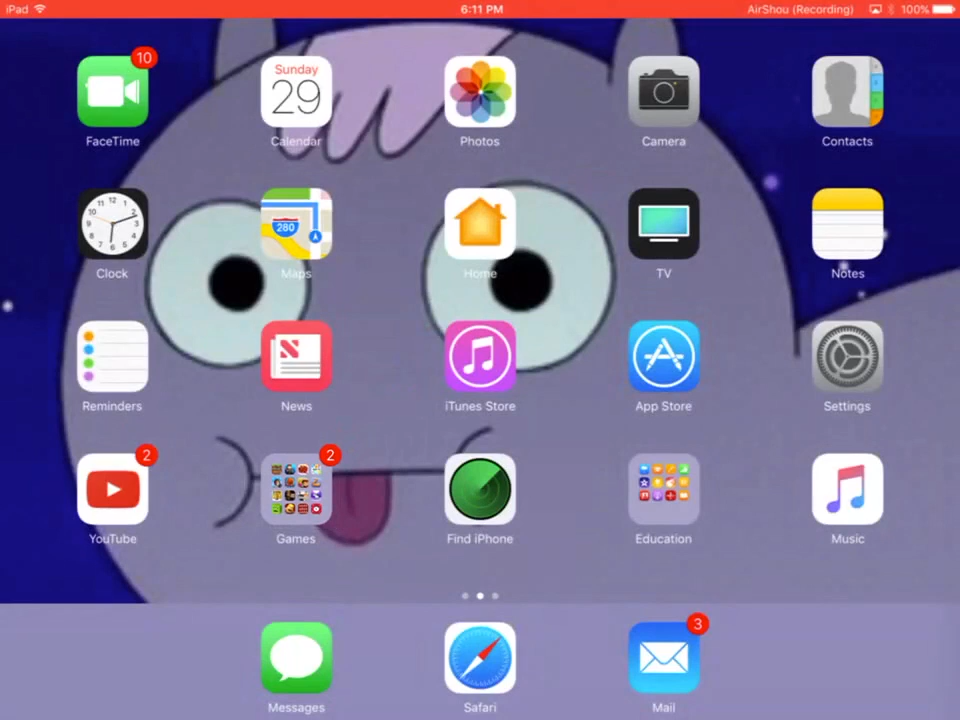 iPad 6:11 PM AirShou (Recording) 100%
10
Sunday
29
FaceTime Calendar Photos Camera Contacts
280
Clock Maps Home TV Notes
Reminders News iTunes Store App Store Settings
2 2
YouTube Games Find iPhone Education Music
3
Messages Safari Mail